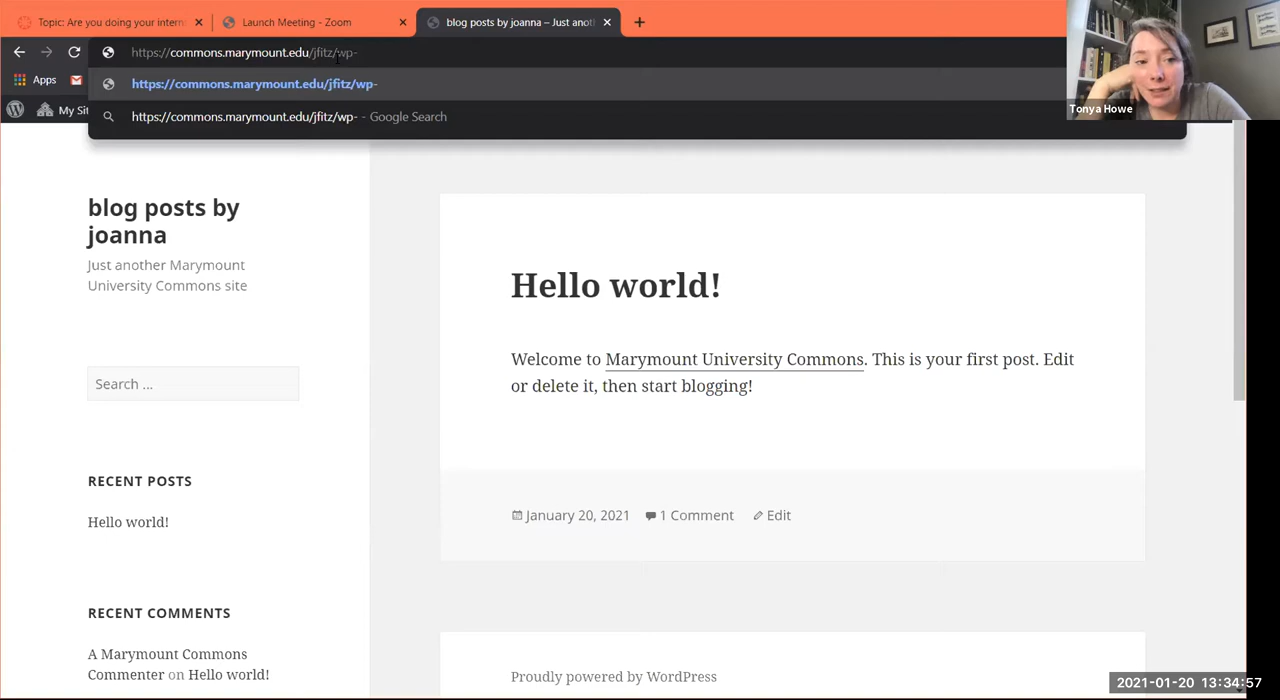 Topic: Are you doing your intern
Launch Meeting - Zoom
blog posts by joanna – Just anot
https://commons.marymount.edu/jfitz/wp-
Apps
https://commons.marymount.edu/jfitz/wp-
My Sit
https://commons.marymount.edu/jfitz/wp- - Google Search
Tonya Howe
blog posts by
joanna
Just another Marymount
University Commons site
Search ...
RECENT POSTS
Hello world!
RECENT COMMENTS
A Marymount Commons
Commenter on Hello world!
Hello world!
Welcome to Marymount University Commons. This is your first post. Edit
or delete it, then start blogging!
January 20, 2021 1 Comment Edit
Proudly powered by WordPress
2021-01-20 13:34:57